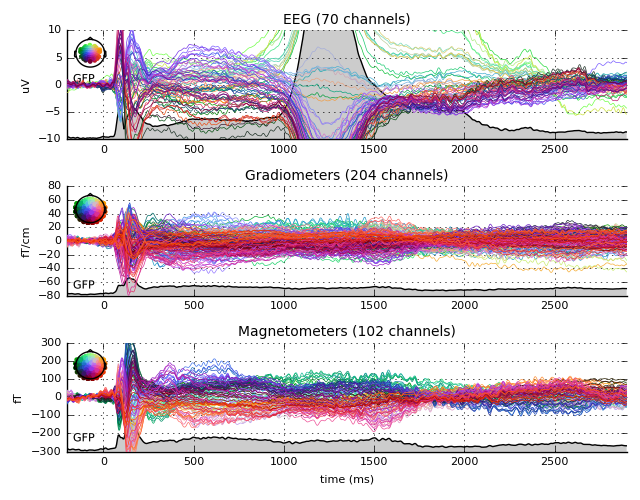 EEG (70 channels)
10
5
0
−5
−10
uV
GFP
0 500 1000 1500 2000 2500
Gradiometers (204 channels)
80
60
40
20
0
−20
−40
−60
−80
fT/cm
GFP
0 500 1000 1500 2000 2500
Magnetometers (102 channels)
300
200
100
0
−100
−200
−300
fT
GFP
0 500 1000 1500 2000 2500
time (ms)